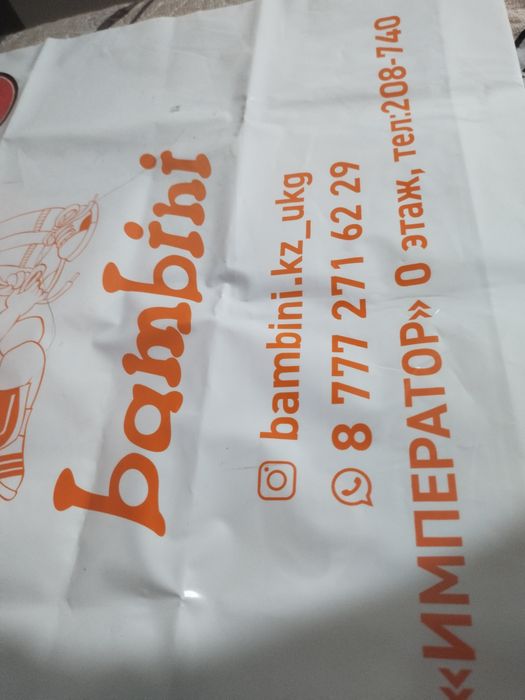 bambini
bambini.kz_ukg
8 777 271 62 29
«ИМПЕРАТОР» 0 этаж, тел:208-740